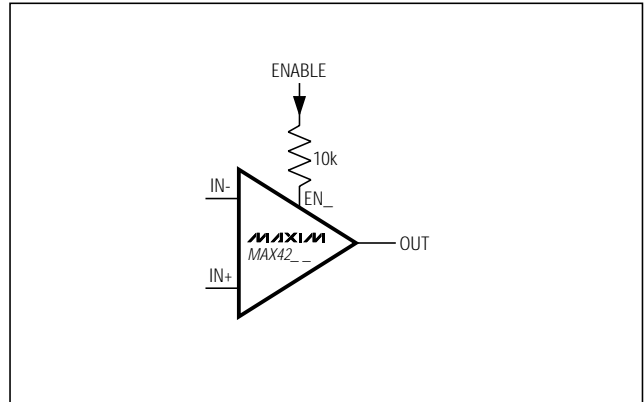 ENABLE
10k
IN-
EN_
MAXIM
MAX42_ _
OUT
IN+